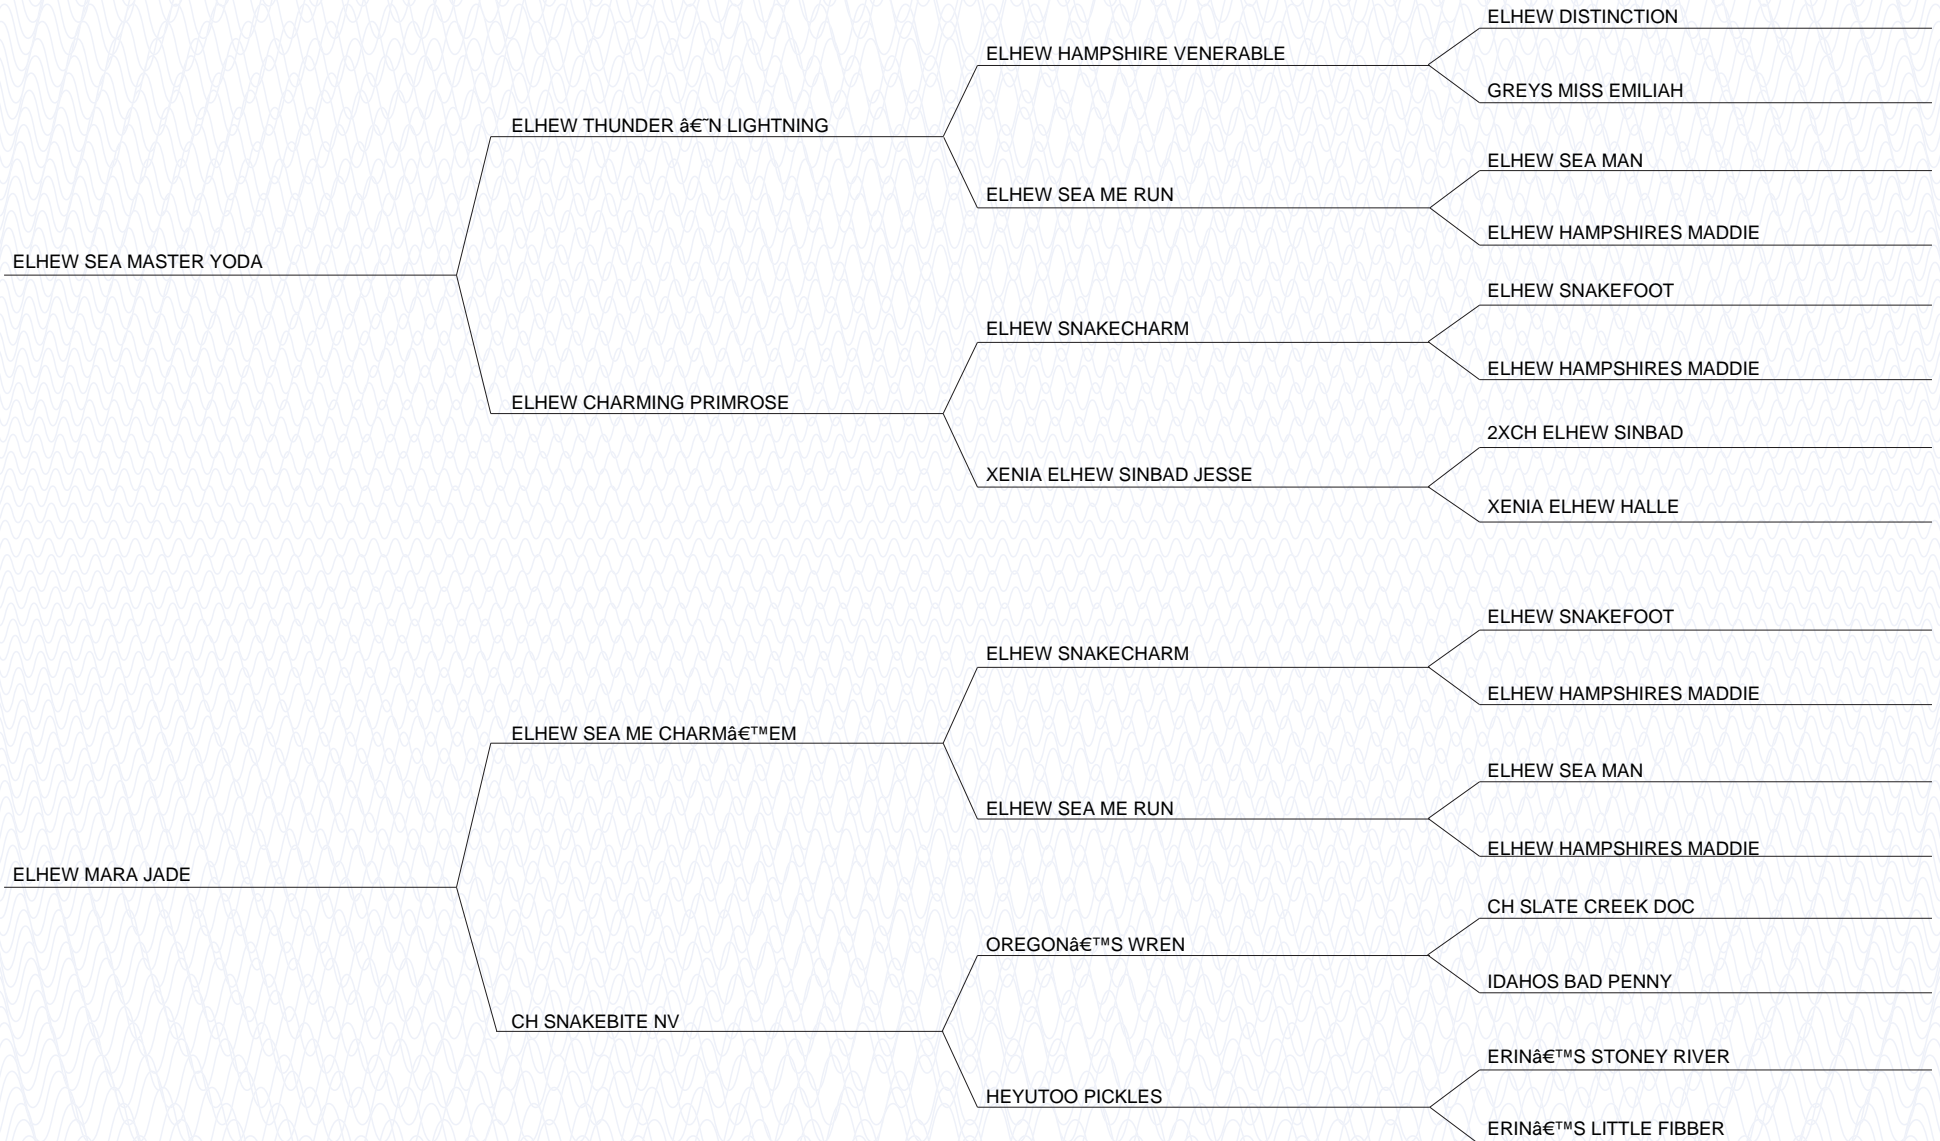 ELHEW DISTINCTION
ELHEW HAMPSHIRE VENERABLE
GREYS MISS EMILIAH
ELHEW THUNDER â€˜N LIGHTNING
ELHEW SEA MAN
ELHEW SEA ME RUN
ELHEW HAMPSHIRES MADDIE
ELHEW SEA MASTER YODA
ELHEW SNAKEFOOT
ELHEW SNAKECHARM
ELHEW HAMPSHIRES MADDIE
ELHEW CHARMING PRIMROSE
2XCH ELHEW SINBAD
XENIA ELHEW SINBAD JESSE
XENIA ELHEW HALLE
ELHEW SNAKEFOOT
ELHEW SNAKECHARM
ELHEW HAMPSHIRES MADDIE
ELHEW SEA ME CHARMâ€™EM
ELHEW SEA MAN
ELHEW SEA ME RUN
ELHEW HAMPSHIRES MADDIE
ELHEW MARA JADE
CH SLATE CREEK DOC
OREGONâ€™S WREN
IDAHOS BAD PENNY
CH SNAKEBITE NV
ERINâ€™S STONEY RIVER
HEYUTOO PICKLES
ERINâ€™S LITTLE FIBBER